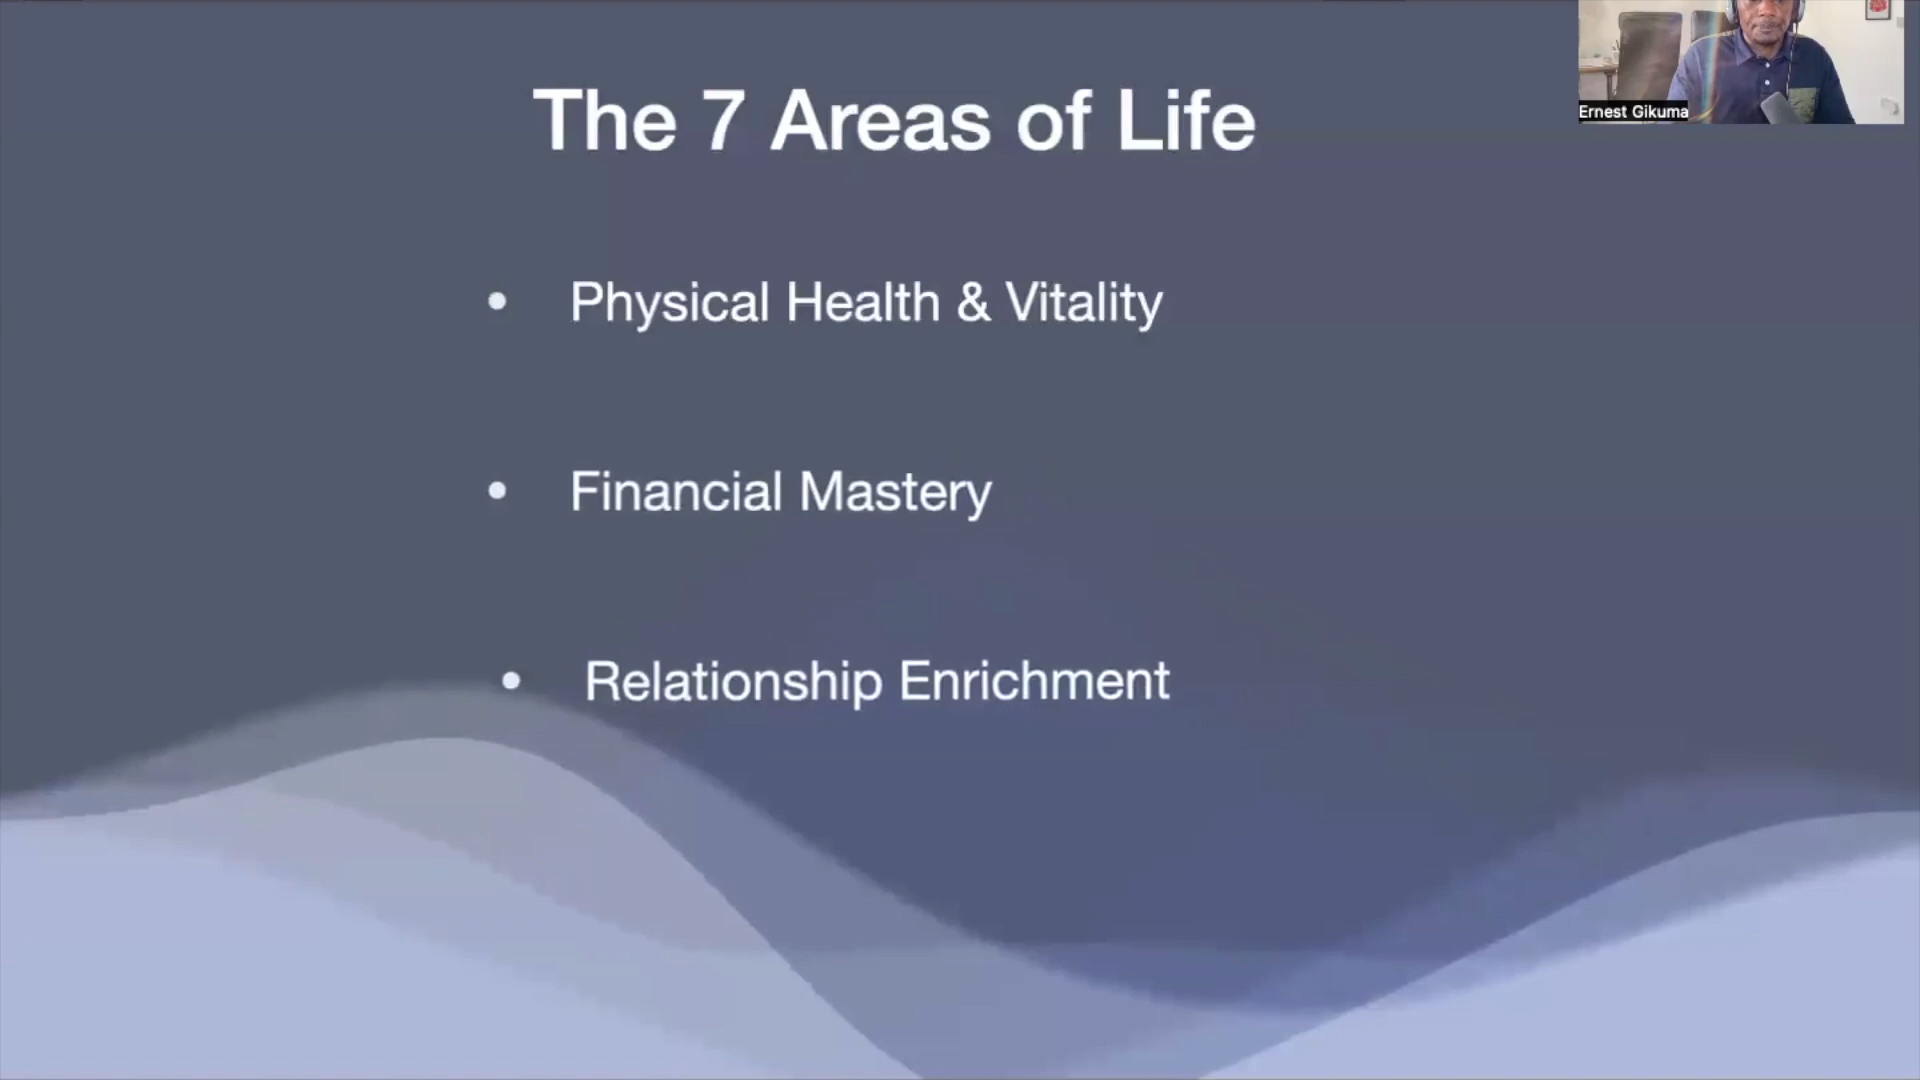 The 7 Areas of Life
Ernest Gikuma
• Physical Health & Vitality
• Financial Mastery
• Relationship Enrichment